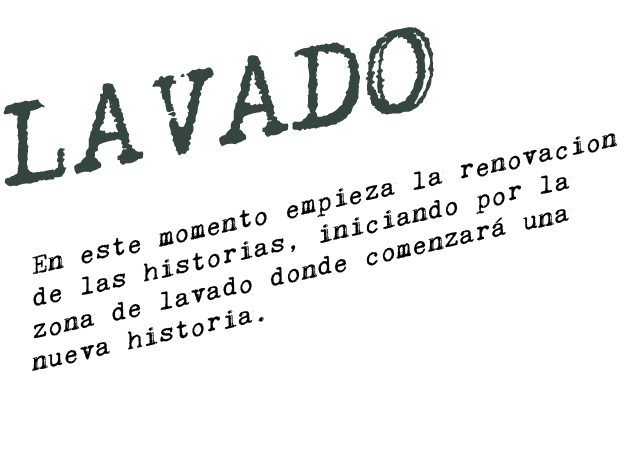 LAVADO
En este momento empieza la renovacion
de las historias, iniciando por la
zona de lavado donde comenzará una
nueva historia.